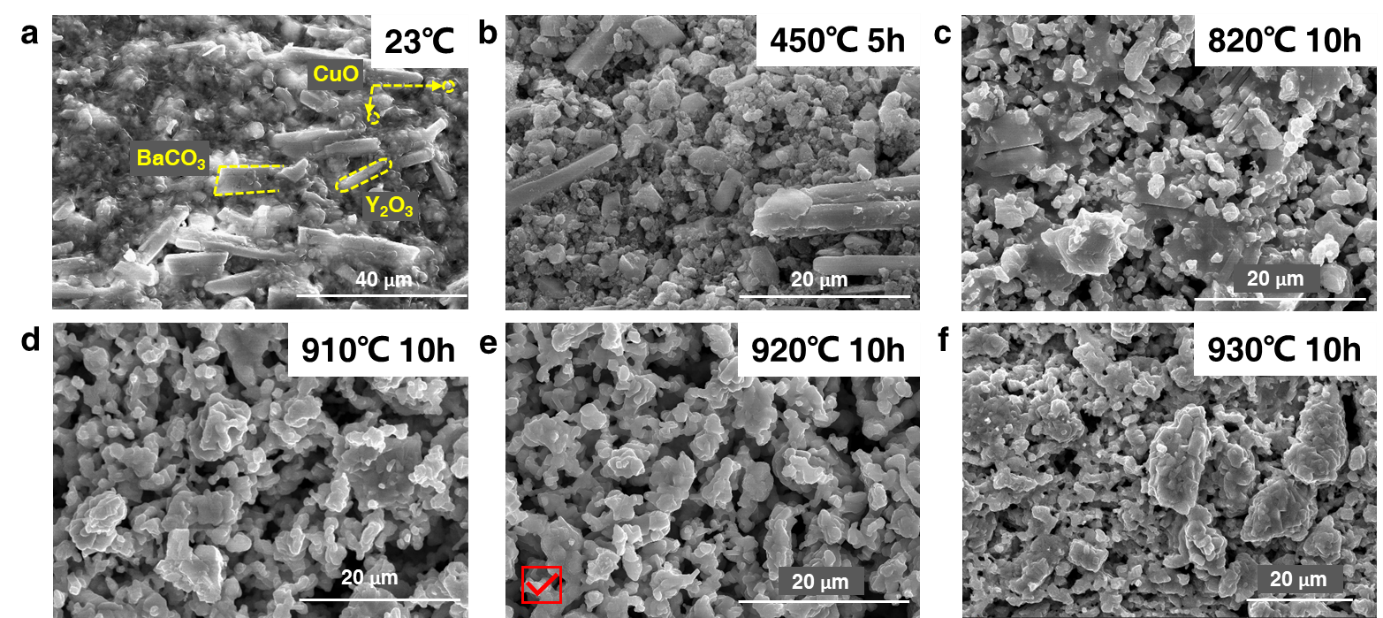 a
23℃
CuO
BaCO₃
Y₂O₃
40 μm
b
450℃ 5h
20 μm
c
820℃ 10h
20 μm
d
910℃ 10h
20 μm
e
920℃ 10h
20 μm
f
930℃ 10h
20 μm